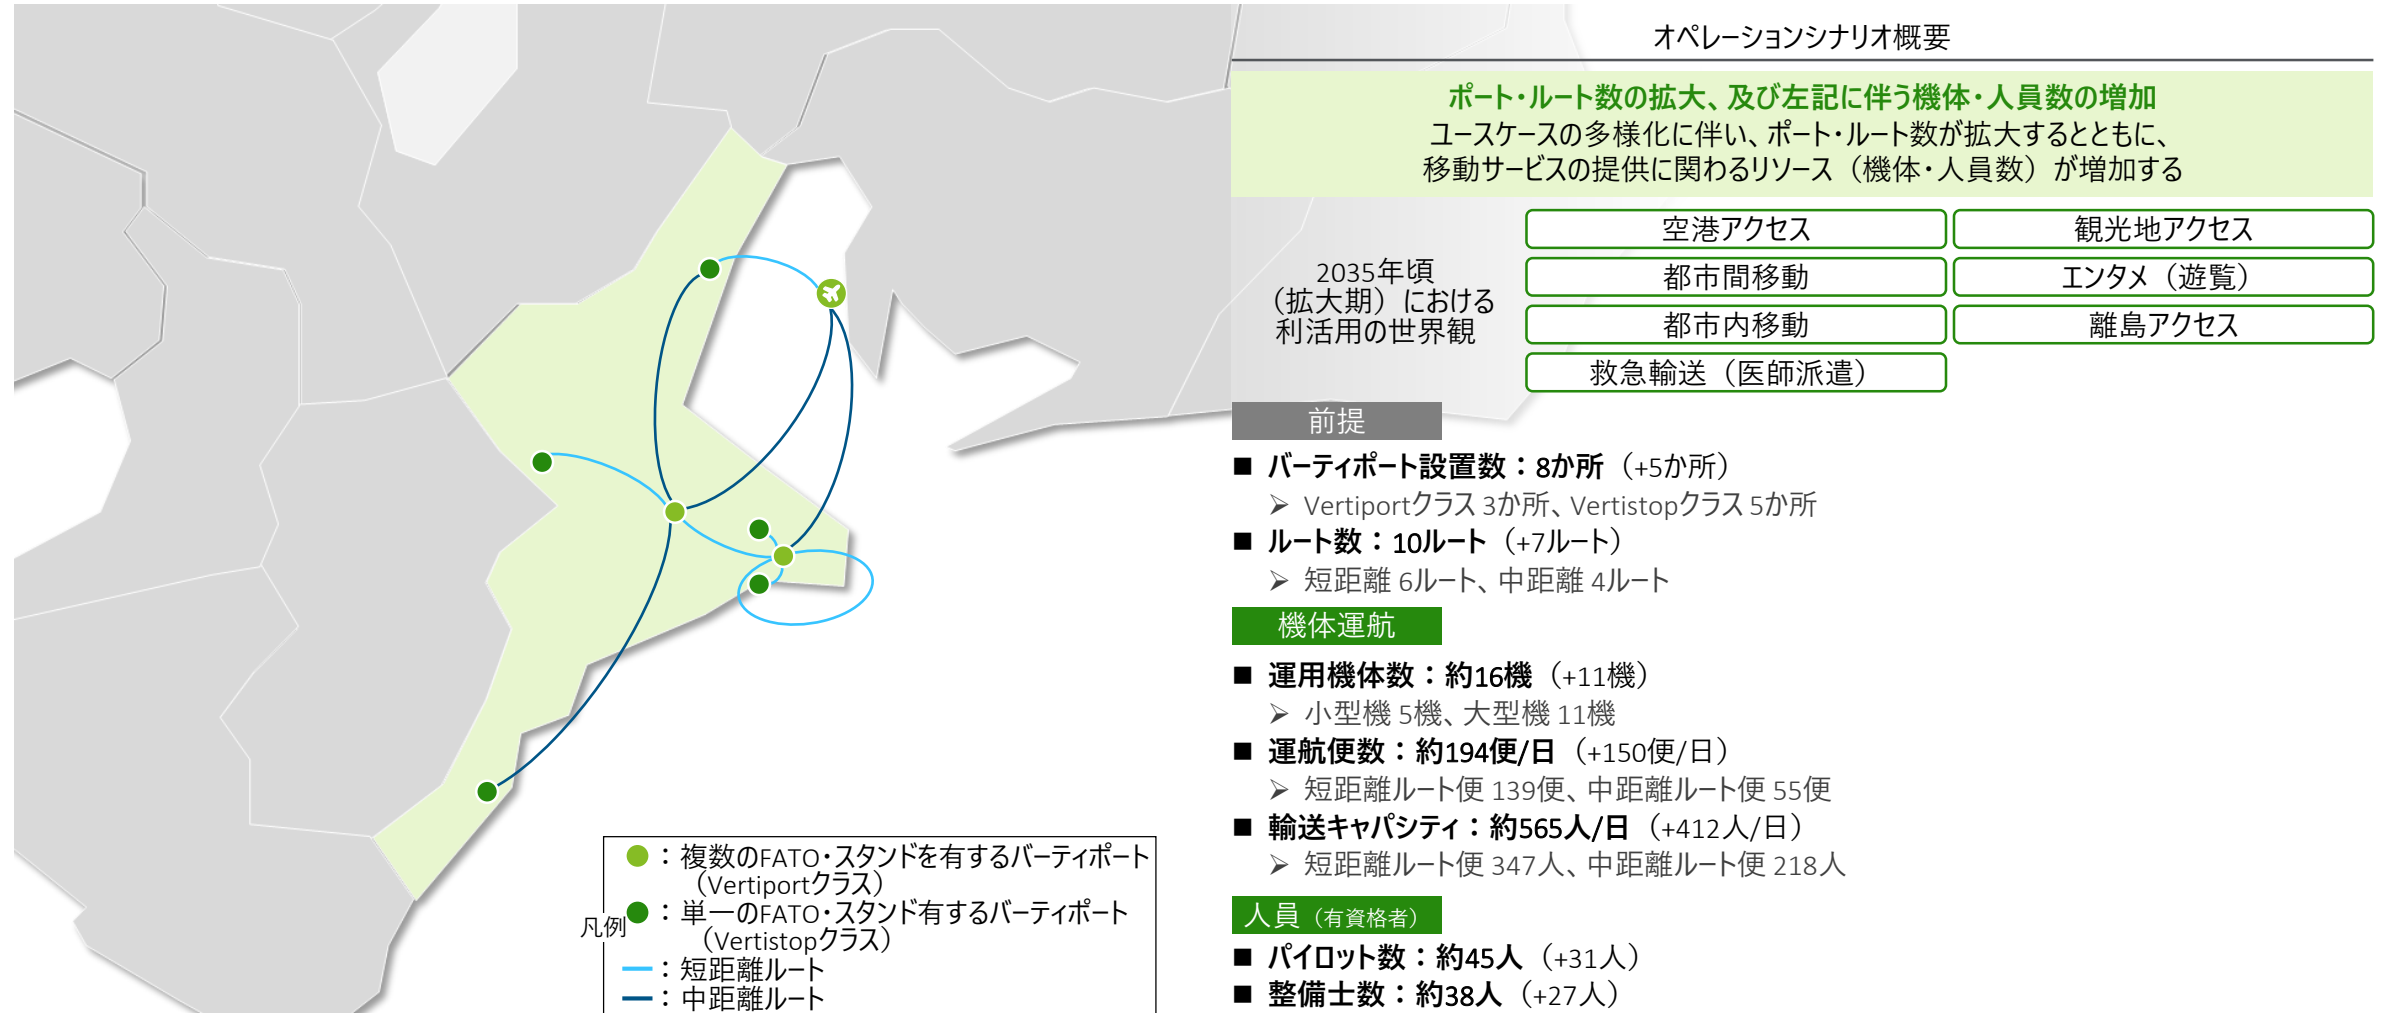 オペレーションシナリオ概要
ポート・ルート数の拡大、及び左記に伴う機体・人員数の増加
ユースケースの多様化に伴い、ポート・ルート数が拡大するとともに、
移動サービスの提供に関わるリソース（機体・人員数）が増加する
2035年頃
（拡大期）における
利活用の世界観
空港アクセス
観光地アクセス
都市間移動
エンタメ（遊覧）
都市内移動
離島アクセス
救急輸送（医師派遣）
前提
■ バーティポート設置数：8か所（+5か所）
➢ Vertiportクラス 3か所、Vertistopクラス 5か所
■ ルート数：10ルート（+7ルート）
➢ 短距離 6ルート、中距離 4ルート
機体運航
■ 運用機体数：約16機（+11機）
➢ 小型機 5機、大型機 11機
■ 運航便数：約194便/日（+150便/日）
➢ 短距離ルート便 139便、中距離ルート便 55便
■ 輸送キャパシティ：約565人/日（+412人/日）
➢ 短距離ルート便 347人、中距離ルート便 218人
人員（有資格者）
■ パイロット数：約45人（+31人）
■ 整備士数：約38人（+27人）
凡例
：複数のFATO・スタンドを有するバーティポート
（Vertiportクラス）
：単一のFATO・スタンド有するバーティポート
（Vertistopクラス）
：短距離ルート
：中距離ルート